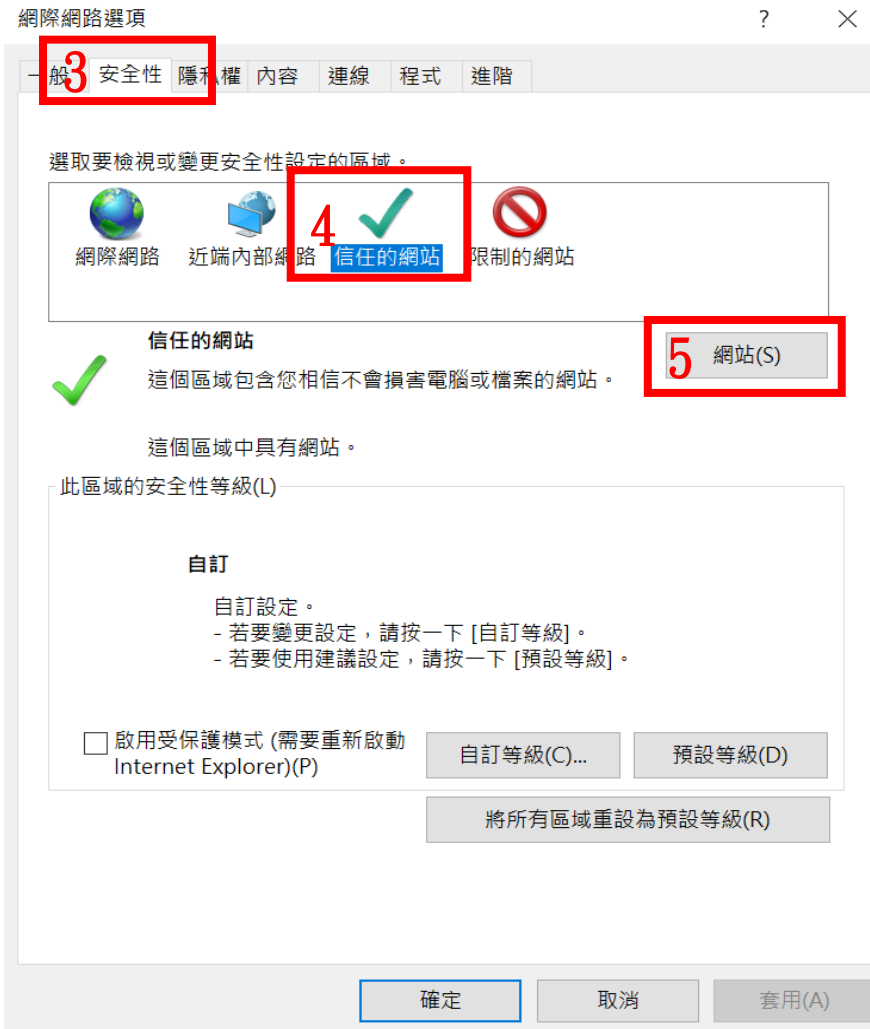 網際網路選項 ?
一般 3 安全性 隱私權 內容 連線 程式 進階
選取要檢視或變更安全性設定的區域。
4
網際網路 近端內部網路 信任的網站 限制的網站
信任的網站
5 網站(S)
這個區域包含您相信不會損害電腦或檔案的網站。
這個區域中具有網站。
此區域的安全性等級(L)
自訂
自訂設定。
- 若要變更設定，請按一下 [自訂等級]。
- 若要使用建議設定，請按一下 [預設等級]。
啟用受保護模式 (需要重新啟動
Internet Explorer)(P)
自訂等級(C)... 預設等級(D)
將所有區域重設為預設等級(R)
確定 取消 套用(A)